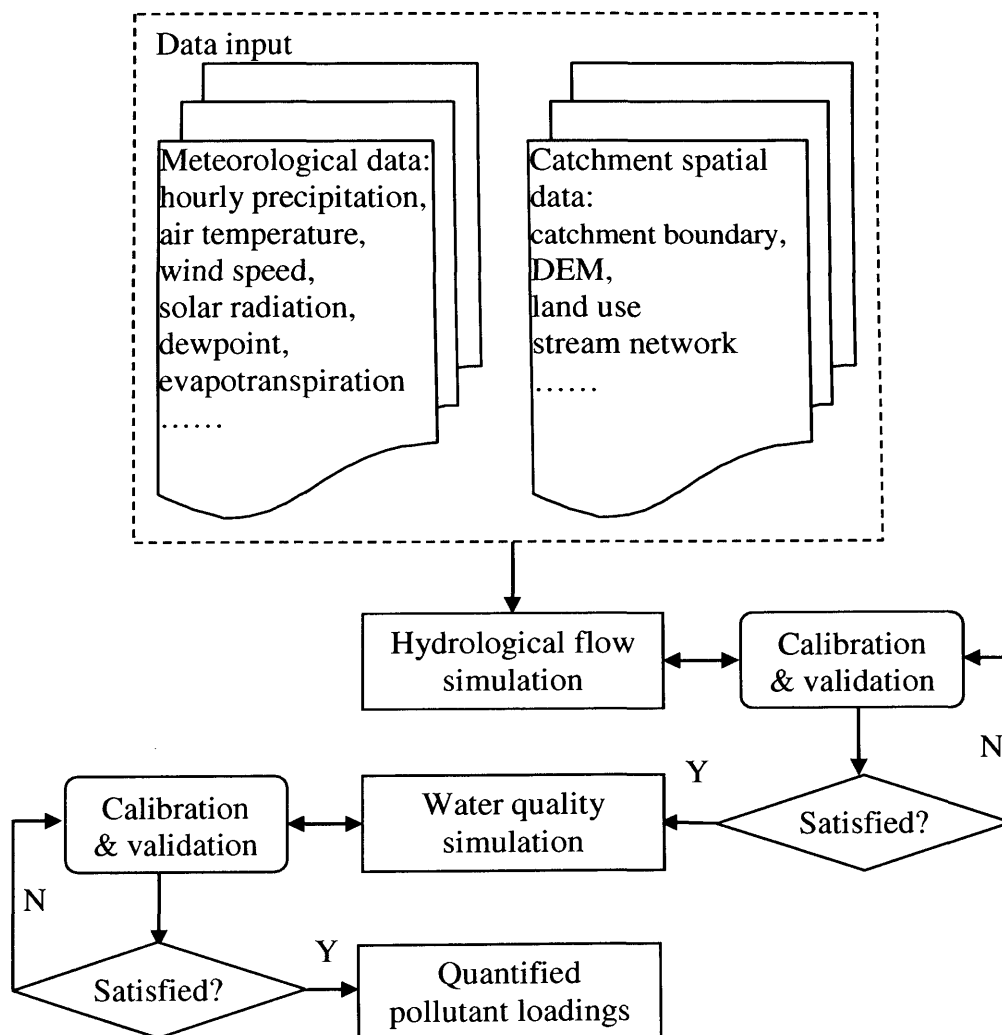 Data input
Meteorological data:
hourly precipitation,
air temperature,
wind speed,
solar radiation,
dewpoint,
evapotranspiration
……
Catchment spatial
data:
catchment boundary,
DEM,
land use
stream network
……
Hydrological flow
simulation
Calibration
& validation
N
Y
Satisfied?
Water quality
simulation
Calibration
& validation
N
Satisfied?
Y
Quantified
pollutant loadings